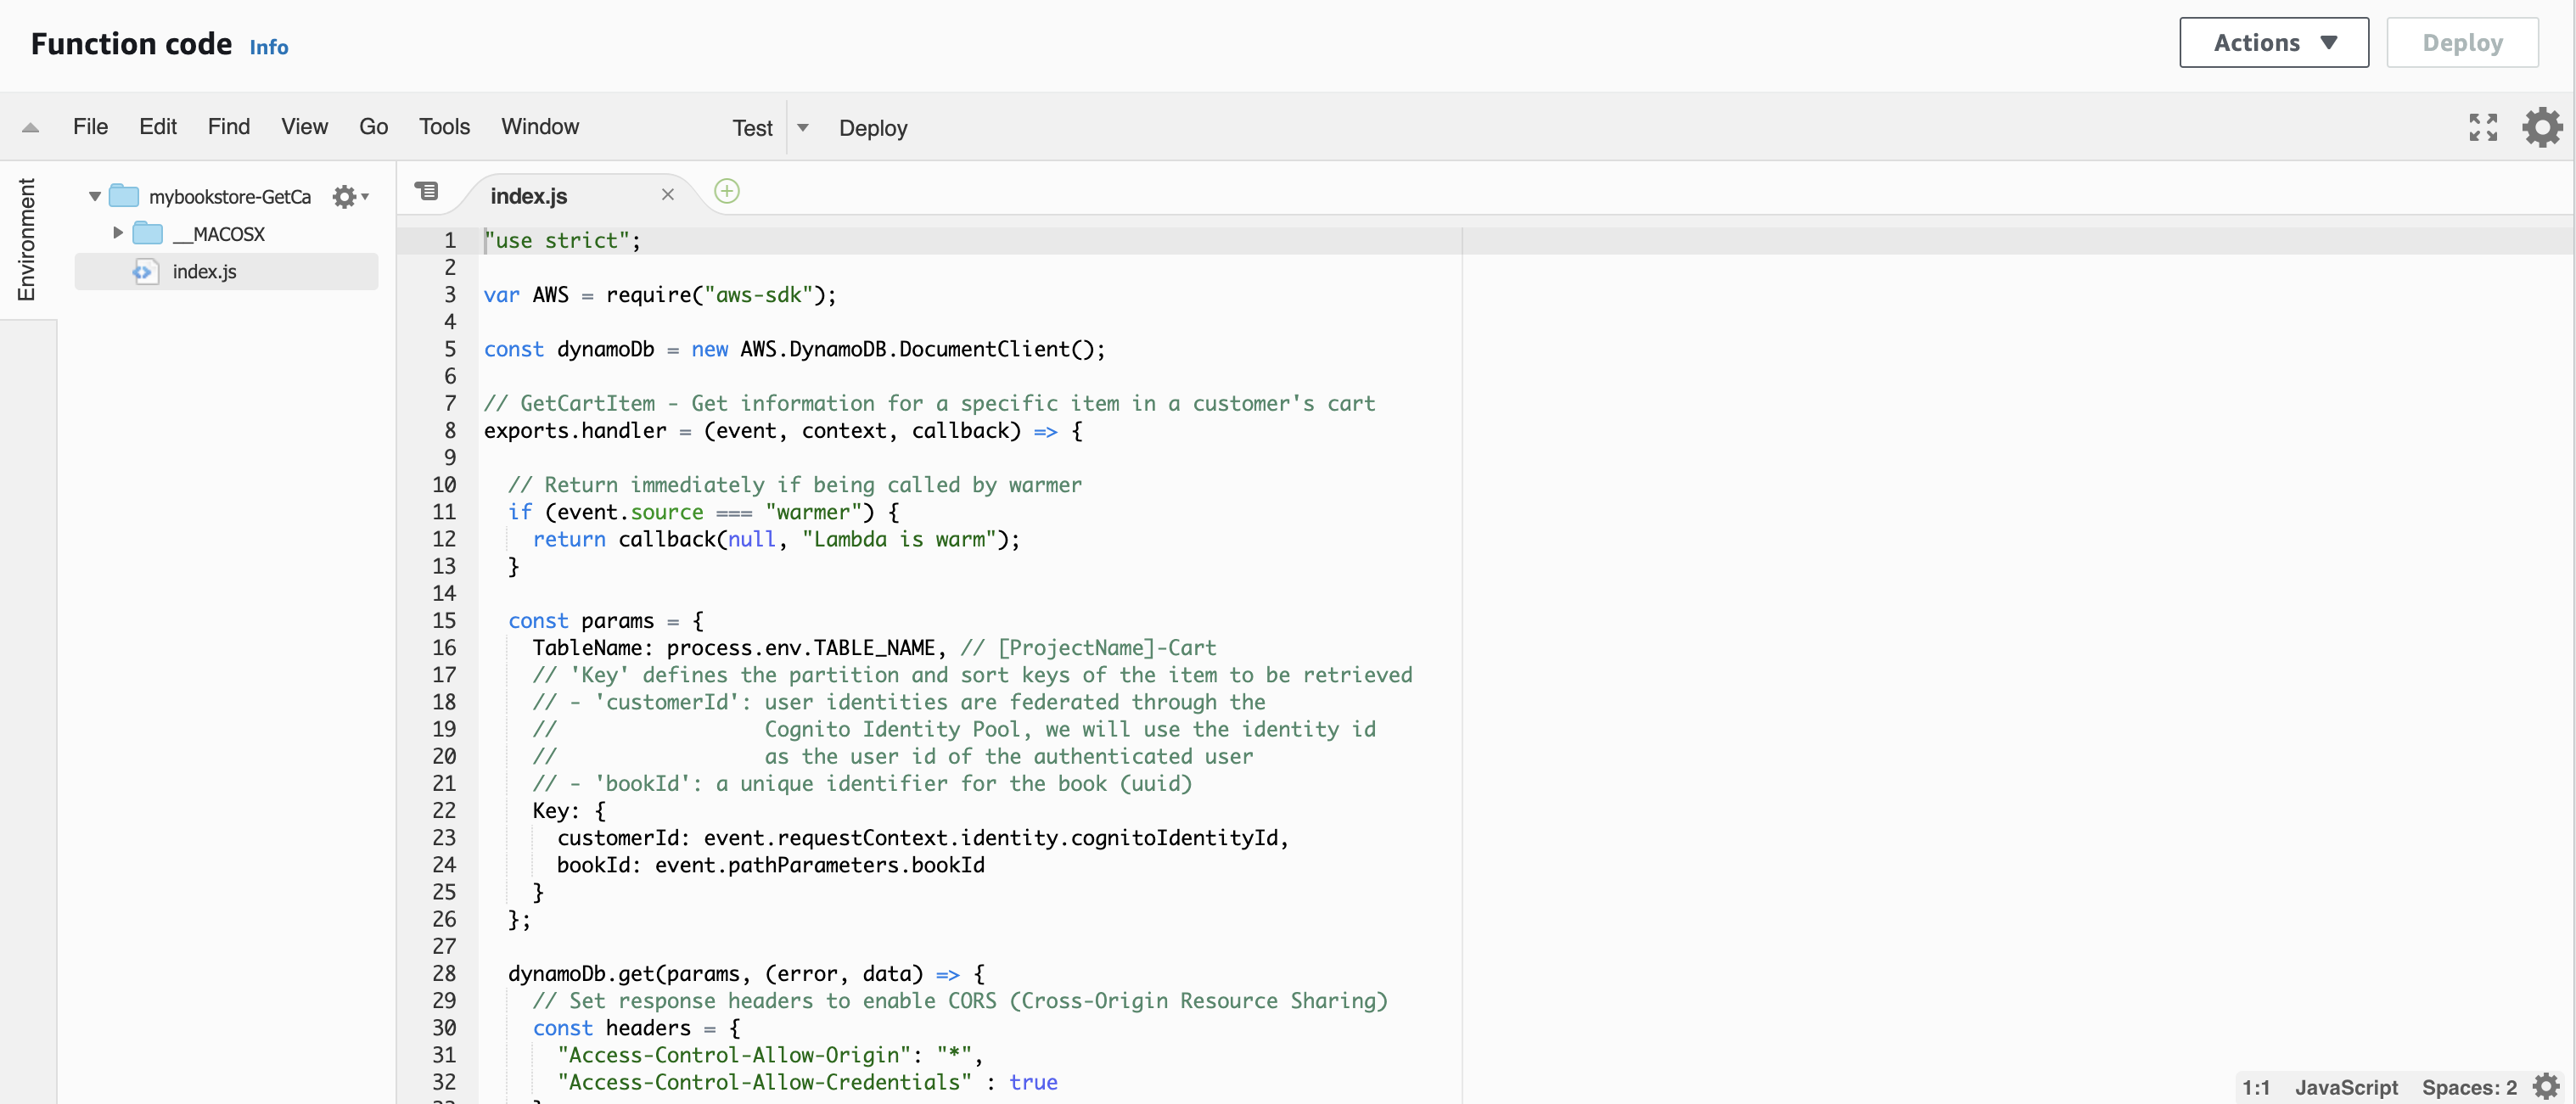 Function code Info Actions ▼ Deploy
File Edit Find View Go Tools Window Test Deploy
Environment
mybookstore-GetCa
__MACOSX
index.js
index.js
1 "use strict";
2
3 var AWS = require("aws-sdk");
4
5 const dynamoDb = new AWS.DynamoDB.DocumentClient();
6
7 // GetCartItem - Get information for a specific item in a customer's cart
8 exports.handler = (event, context, callback) => {
9
10 // Return immediately if being called by warmer
11 if (event.source === "warmer") {
12 return callback(null, "Lambda is warm");
13 }
14
15 const params = {
16 TableName: process.env.TABLE_NAME, // [ProjectName]-Cart
17 // 'Key' defines the partition and sort keys of the item to be retrieved
18 // - 'customerId': user identities are federated through the
19 // Cognito Identity Pool, we will use the identity id
20 // as the user id of the authenticated user
21 // - 'bookId': a unique identifier for the book (uuid)
22 Key: {
23 customerId: event.requestContext.identity.cognitoIdentityId,
24 bookId: event.pathParameters.bookId
25 }
26 };
27
28 dynamoDb.get(params, (error, data) => {
29 // Set response headers to enable CORS (Cross-Origin Resource Sharing)
30 const headers = {
31 "Access-Control-Allow-Origin": "*",
32 "Access-Control-Allow-Credentials" : true
1:1 JavaScript Spaces: 2